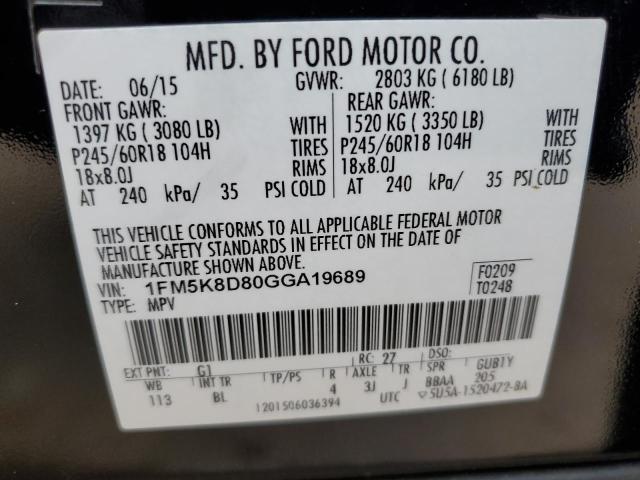 MFD. BY FORD MOTOR CO.
DATE: 06/15 GVWR: 2803 KG ( 6180 LB)
FRONT GAWR: REAR GAWR:
1397 KG ( 3080 LB) WITH 1520 KG ( 3350 LB) WITH
P245/60R18 104H TIRES P245/60R18 104H TIRES
18x8.0J RIMS 18x8.0J RIMS
AT 240 kPa/ 35 PSI COLD AT 240 kPa/ 35 PSI COLD
THIS VEHICLE CONFORMS TO ALL APPLICABLE FEDERAL MOTOR
VEHICLE SAFETY STANDARDS IN EFFECT ON THE DATE OF
MANUFACTURE SHOWN ABOVE.
VIN: 1FM5K8D80GGA19689 F0209
TYPE: MPV T0248
EXT PNT: G1 RC: 27 DSO:
WB INT TR TP/PS R AXLE TR SPR GUB1Y
113 BL 4 3J J BBAA 205
1201506036394 UTC 5U5A-1520472-8A